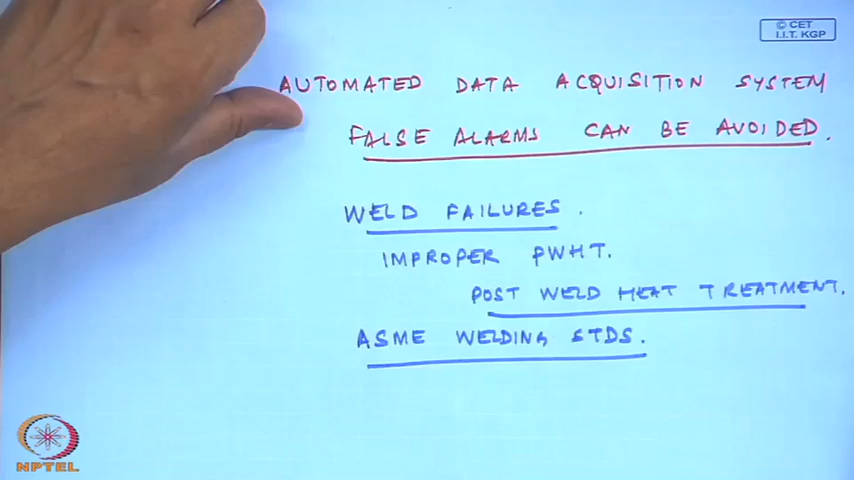 © CET
I.I.T. KGP
AUTOMATED DATA ACQUISITION SYSTEM
FALSE ALARMS CAN BE AVOIDED.
WELD FAILURES.
IMPROPER PWHT.
POST WELD HEAT TREATMENT.
ASME WELDING STDS.
NPTEL